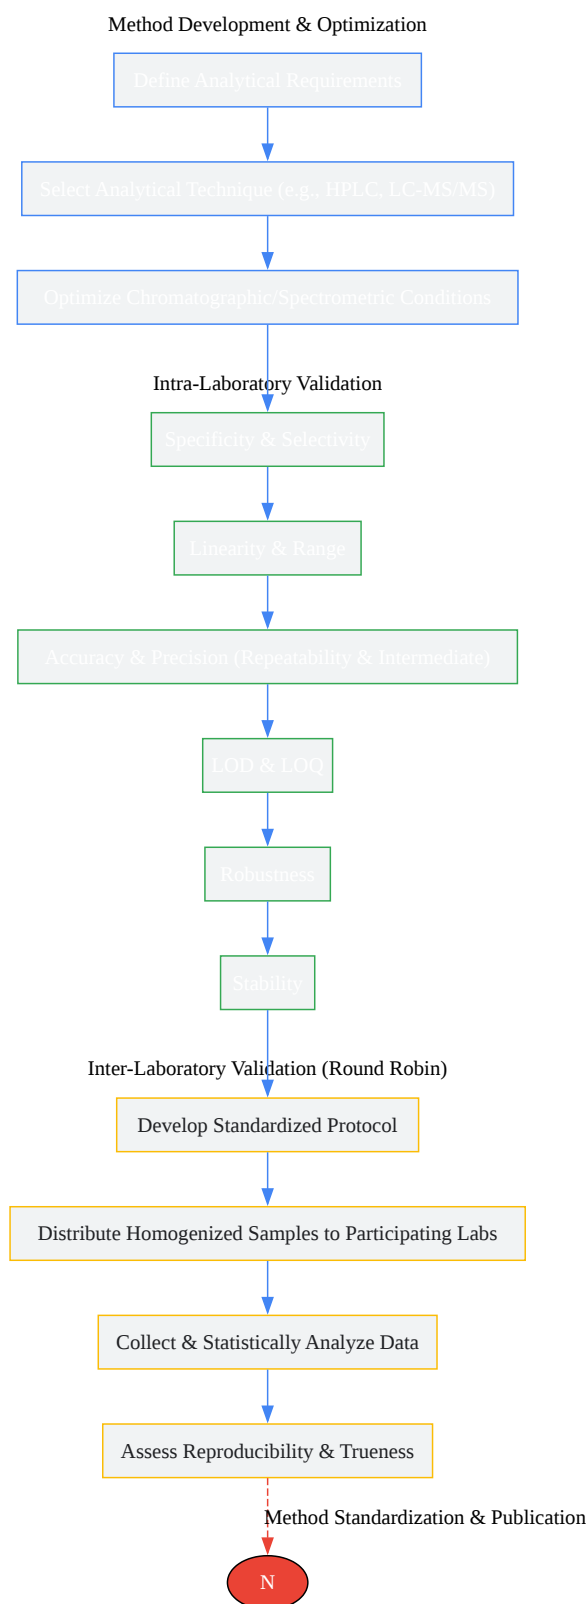 Method Development & Optimization
Define Analytical Requirements
Select Analytical Technique (e.g., HPLC, LC-MS/MS)
Optimize Chromatographic/Spectrometric Conditions
Intra-Laboratory Validation
Specificity & Selectivity
Linearity & Range
Accuracy & Precision (Repeatability & Intermediate)
LOD & LOQ
Robustness
Stability
Inter-Laboratory Validation (Round Robin)
Develop Standardized Protocol
Distribute Homogenized Samples to Participating Labs
Collect & Statistically Analyze Data
Assess Reproducibility & Trueness
Method Standardization & Publication
N